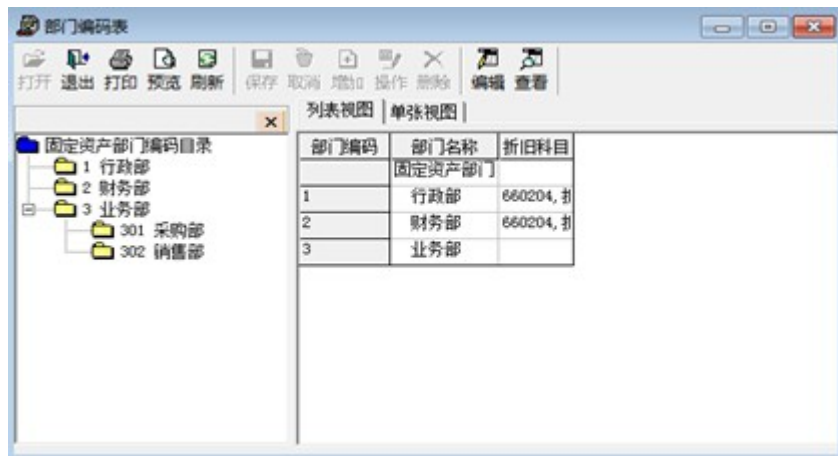 部门编码表
打开 退出 打印 预览 刷新 保存 取消 增加 操作 删除 编辑 查看
列表视图 单张视图
固定资产部门编码目录
1 行政部
2 财务部
3 业务部
301 采购部
302 销售部
部门编码 部门名称 折旧科目
固定资产部门
1 行政部 660204,折
2 财务部 660204,折
3 业务部